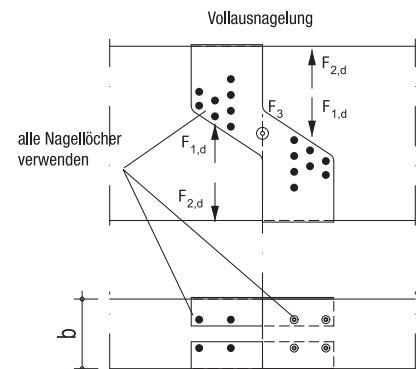 Vollausnagelung
F2,d
F3
F1,d
alle Nagellöcher
verwenden
F1,d
F2,d
b